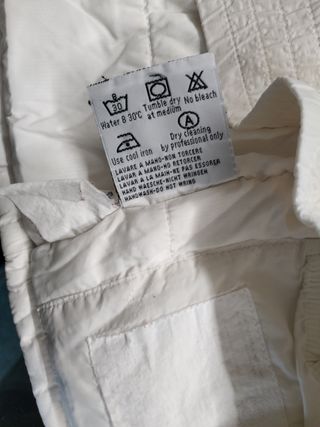 B
30
Water B 30°C
Tumble dry
at medium
No bleach
A
Use cool iron
Dry cleaning
by professional only
LAVARE A MANO-NON TORCERE
LAVAR A MANO-NO RETORCER
LAVER A LA MAIN-NE PAS ESSORER
HAND WAESCHE-NICHT WRINGEN
HANDWASH-DO NOT WRING